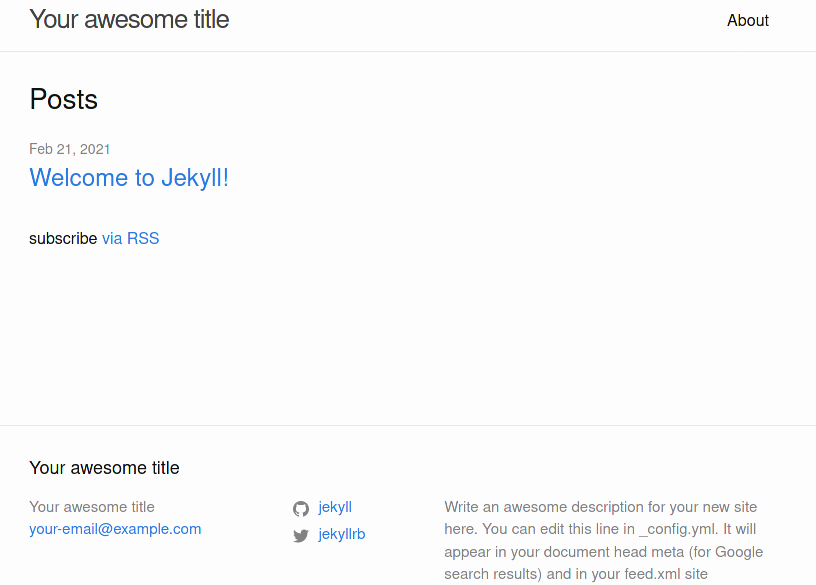 Your awesome title
About
Posts
Feb 21, 2021
Welcome to Jekyll!
subscribe via RSS
Your awesome title
Your awesome title
your-email@example.com
jekyll
jekyllrb
Write an awesome description for your new site
here. You can edit this line in _config.yml. It will
appear in your document head meta (for Google
search results) and in your feed.xml site